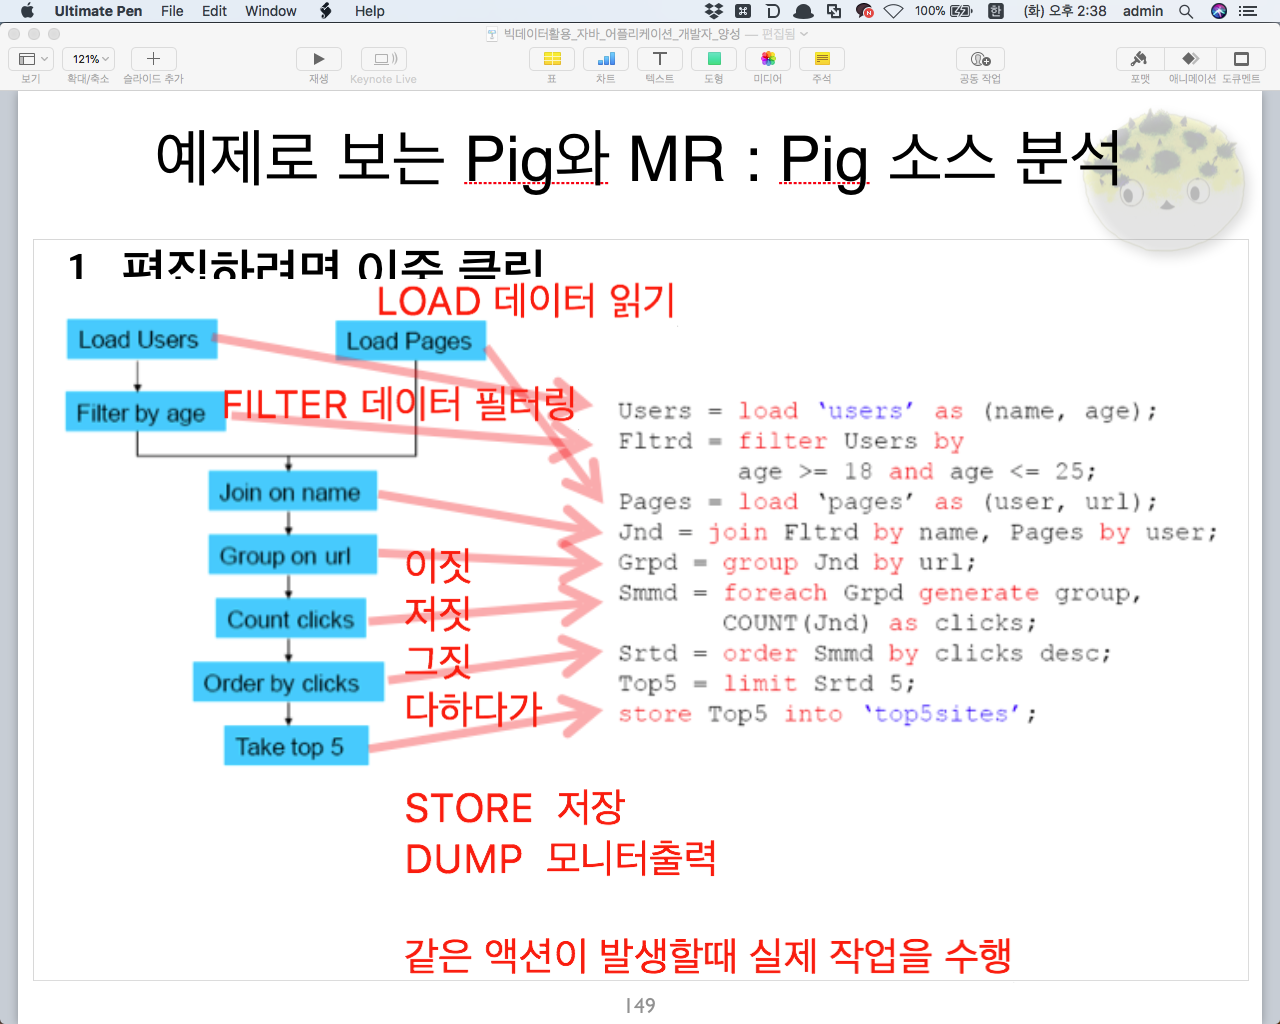 Ultimate Pen File Edit Window Help 100% 한 (화) 오후 2:38 admin
빅데이터활용_자바_어플리케이션_개발자_양성 — 편집됨
121%
보기 확대/축소 슬라이드 추가 재생 Keynote Live 표 차트 텍스트 도형 미디어 주석 공동 작업 포맷 애니메이션 도큐멘트
예제로 보는 Pig와 MR : Pig 소스 분석
1 편집하려면 이중 클릭
LOAD 데이터 읽기
Load Users
Load Pages
Filter by age
FILTER 데이터 필터링
Join on name
Group on url
Count clicks
Order by clicks
Take top 5
이짓
저짓
그짓
다하다가
Users = load ‘users’ as (name, age);
Fltrd = filter Users by
age >= 18 and age <= 25;
Pages = load ‘pages’ as (user, url);
Jnd = join Fltrd by name, Pages by user;
Grpd = group Jnd by url;
Smmd = foreach Grpd generate group,
COUNT(Jnd) as clicks;
Srtd = order Smmd by clicks desc;
Top5 = limit Srtd 5;
store Top5 into ‘top5sites’;
STORE 저장
DUMP 모니터출력
같은 액션이 발생할때 실제 작업을 수행
149